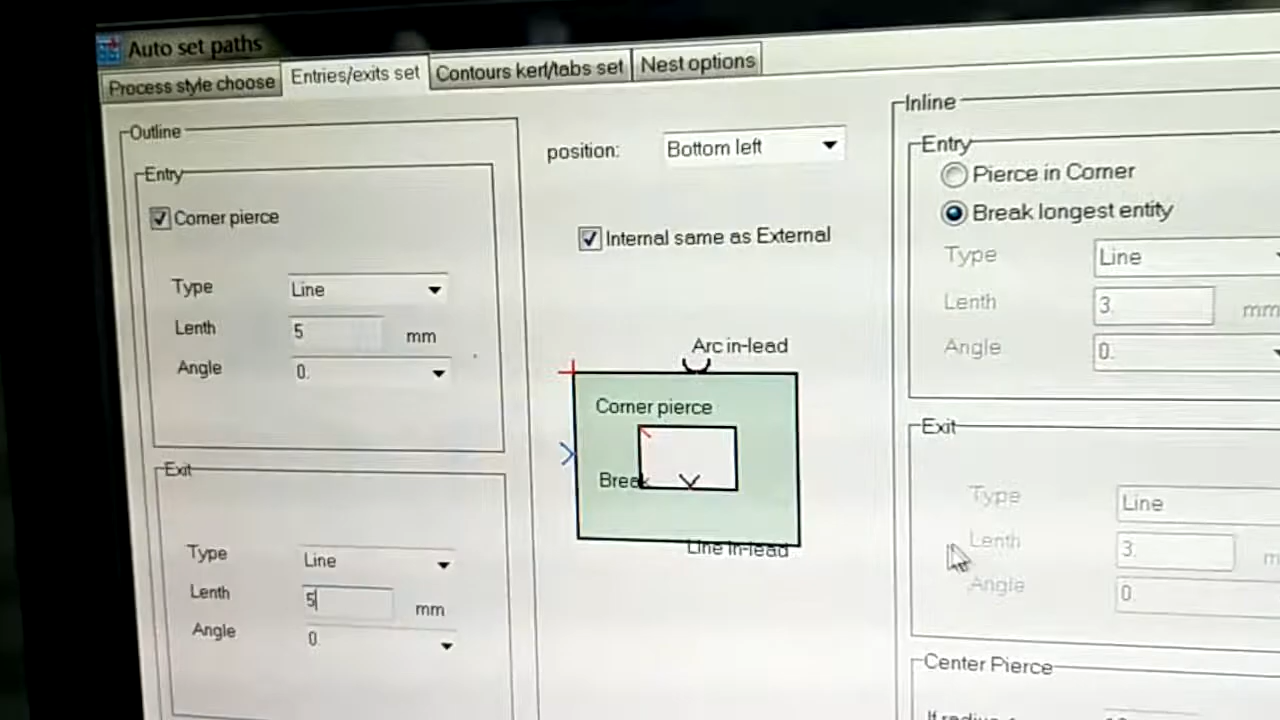 Auto set paths
Process style choose
Entries/exits set
Contours kerf/tabs set
Nest options
Outline
Entry
Corner pierce
Type
Line
Lenth
5
mm
Angle
0.
Exit
Type
Line
Lenth
5
mm
Angle
0.
position:
Bottom left
Internal same as External
Arc in-lead
Corner pierce
Break
Line in-lead
Inline
Entry
Pierce in Corner
Break longest entity
Type
Line
Lenth
3.
mm
Angle
0.
Exit
Type
Line
Lenth
3.
Angle
0.
Center Pierce